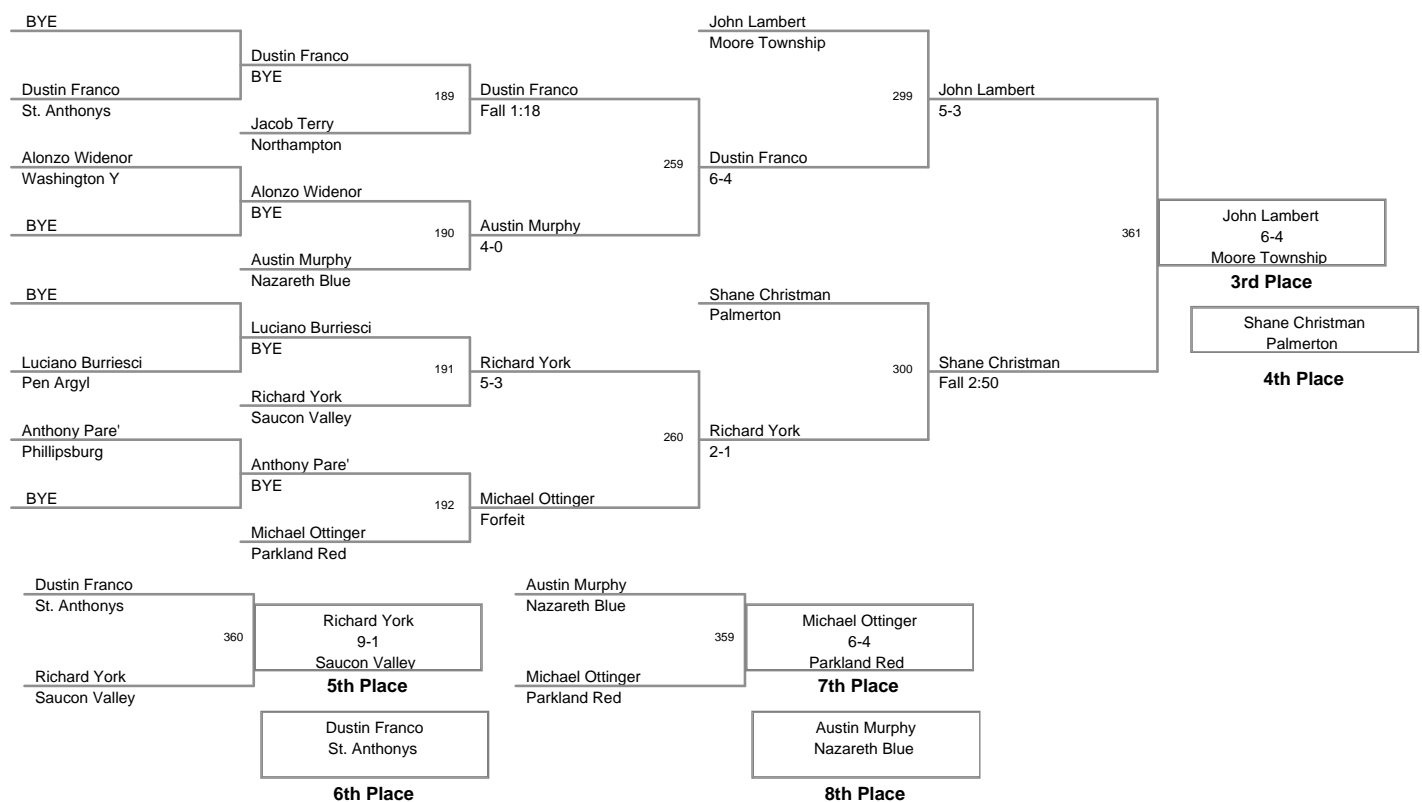 BYE
Dustin Franco
St. Anthonys
Alonzo Widenor
Washington Y
BYE
BYE
Luciano Burriesci
Pen Argyl
Anthony Pare'
Phillipsburg
BYE
Dustin Franco
BYE
189
Jacob Terry
Northampton
Alonzo Widenor
BYE
190
Austin Murphy
Nazareth Blue
Luciano Burriesci
BYE
191
Richard York
Saucon Valley
Anthony Pare'
BYE
192
Michael Ottinger
Parkland Red
Dustin Franco
Fall 1:18
259
Austin Murphy
4-0
Richard York
5-3
260
Michael Ottinger
Forfeit
John Lambert
Moore Township
299
Dustin Franco
6-4
Shane Christman
Palmerton
300
Richard York
2-1
John Lambert
5-3
361
Shane Christman
Fall 2:50
John Lambert
6-4
Moore Township
3rd Place
Shane Christman
Palmerton
4th Place
Dustin Franco
St. Anthonys
360
Richard York
Saucon Valley
Richard York
9-1
Saucon Valley
5th Place
Dustin Franco
St. Anthonys
6th Place
Austin Murphy
Nazareth Blue
359
Michael Ottinger
Parkland Red
Michael Ottinger
6-4
Parkland Red
7th Place
Austin Murphy
Nazareth Blue
8th Place